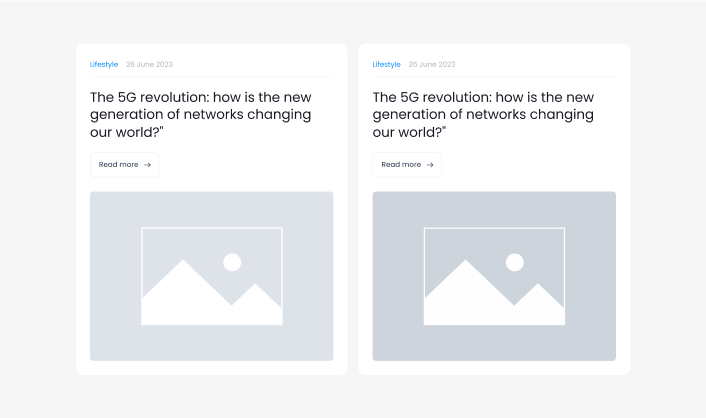 Lifestyle 26 June 2023
The 5G revolution: how is the new
generation of networks changing
our world?"
Read more →
Lifestyle 26 June 2023
The 5G revolution: how is the new
generation of networks changing
our world?"
Read more →